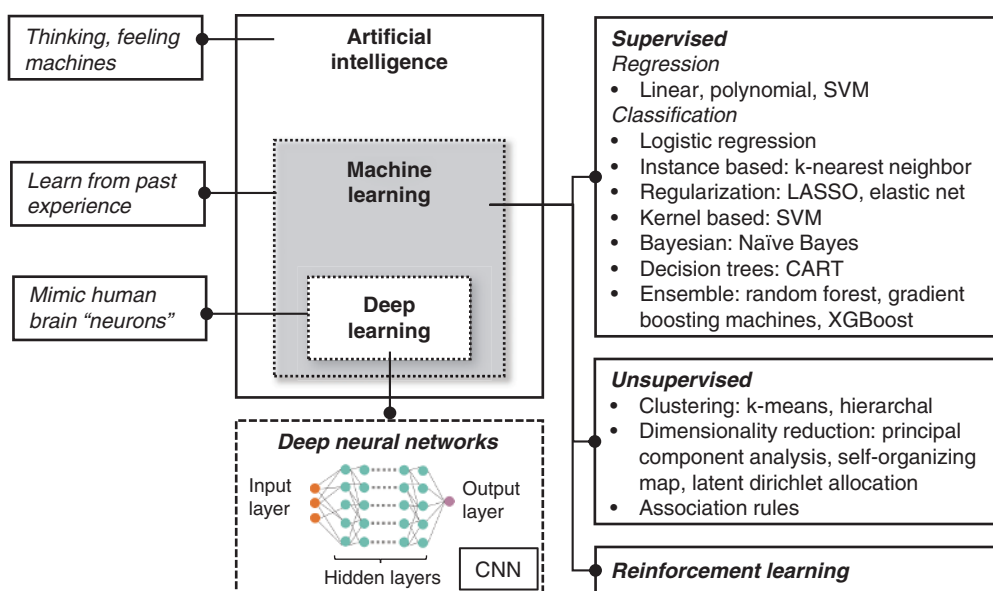 Thinking, feeling
machines
Learn from past
experience
Mimic human
brain “neurons”
Artificial
intelligence
Machine
learning
Deep
learning
Deep neural networks
Input
layer
Output
layer
Hidden layers
CNN
Supervised
Regression
• Linear, polynomial, SVM
Classification
• Logistic regression
• Instance based: k-nearest neighbor
• Regularization: LASSO, elastic net
• Kernel based: SVM
• Bayesian: Naïve Bayes
• Decision trees: CART
• Ensemble: random forest, gradient
boosting machines, XGBoost
Unsupervised
• Clustering: k-means, hierarchal
• Dimensionality reduction: principal
component analysis, self-organizing
map, latent dirichlet allocation
• Association rules
Reinforcement learning